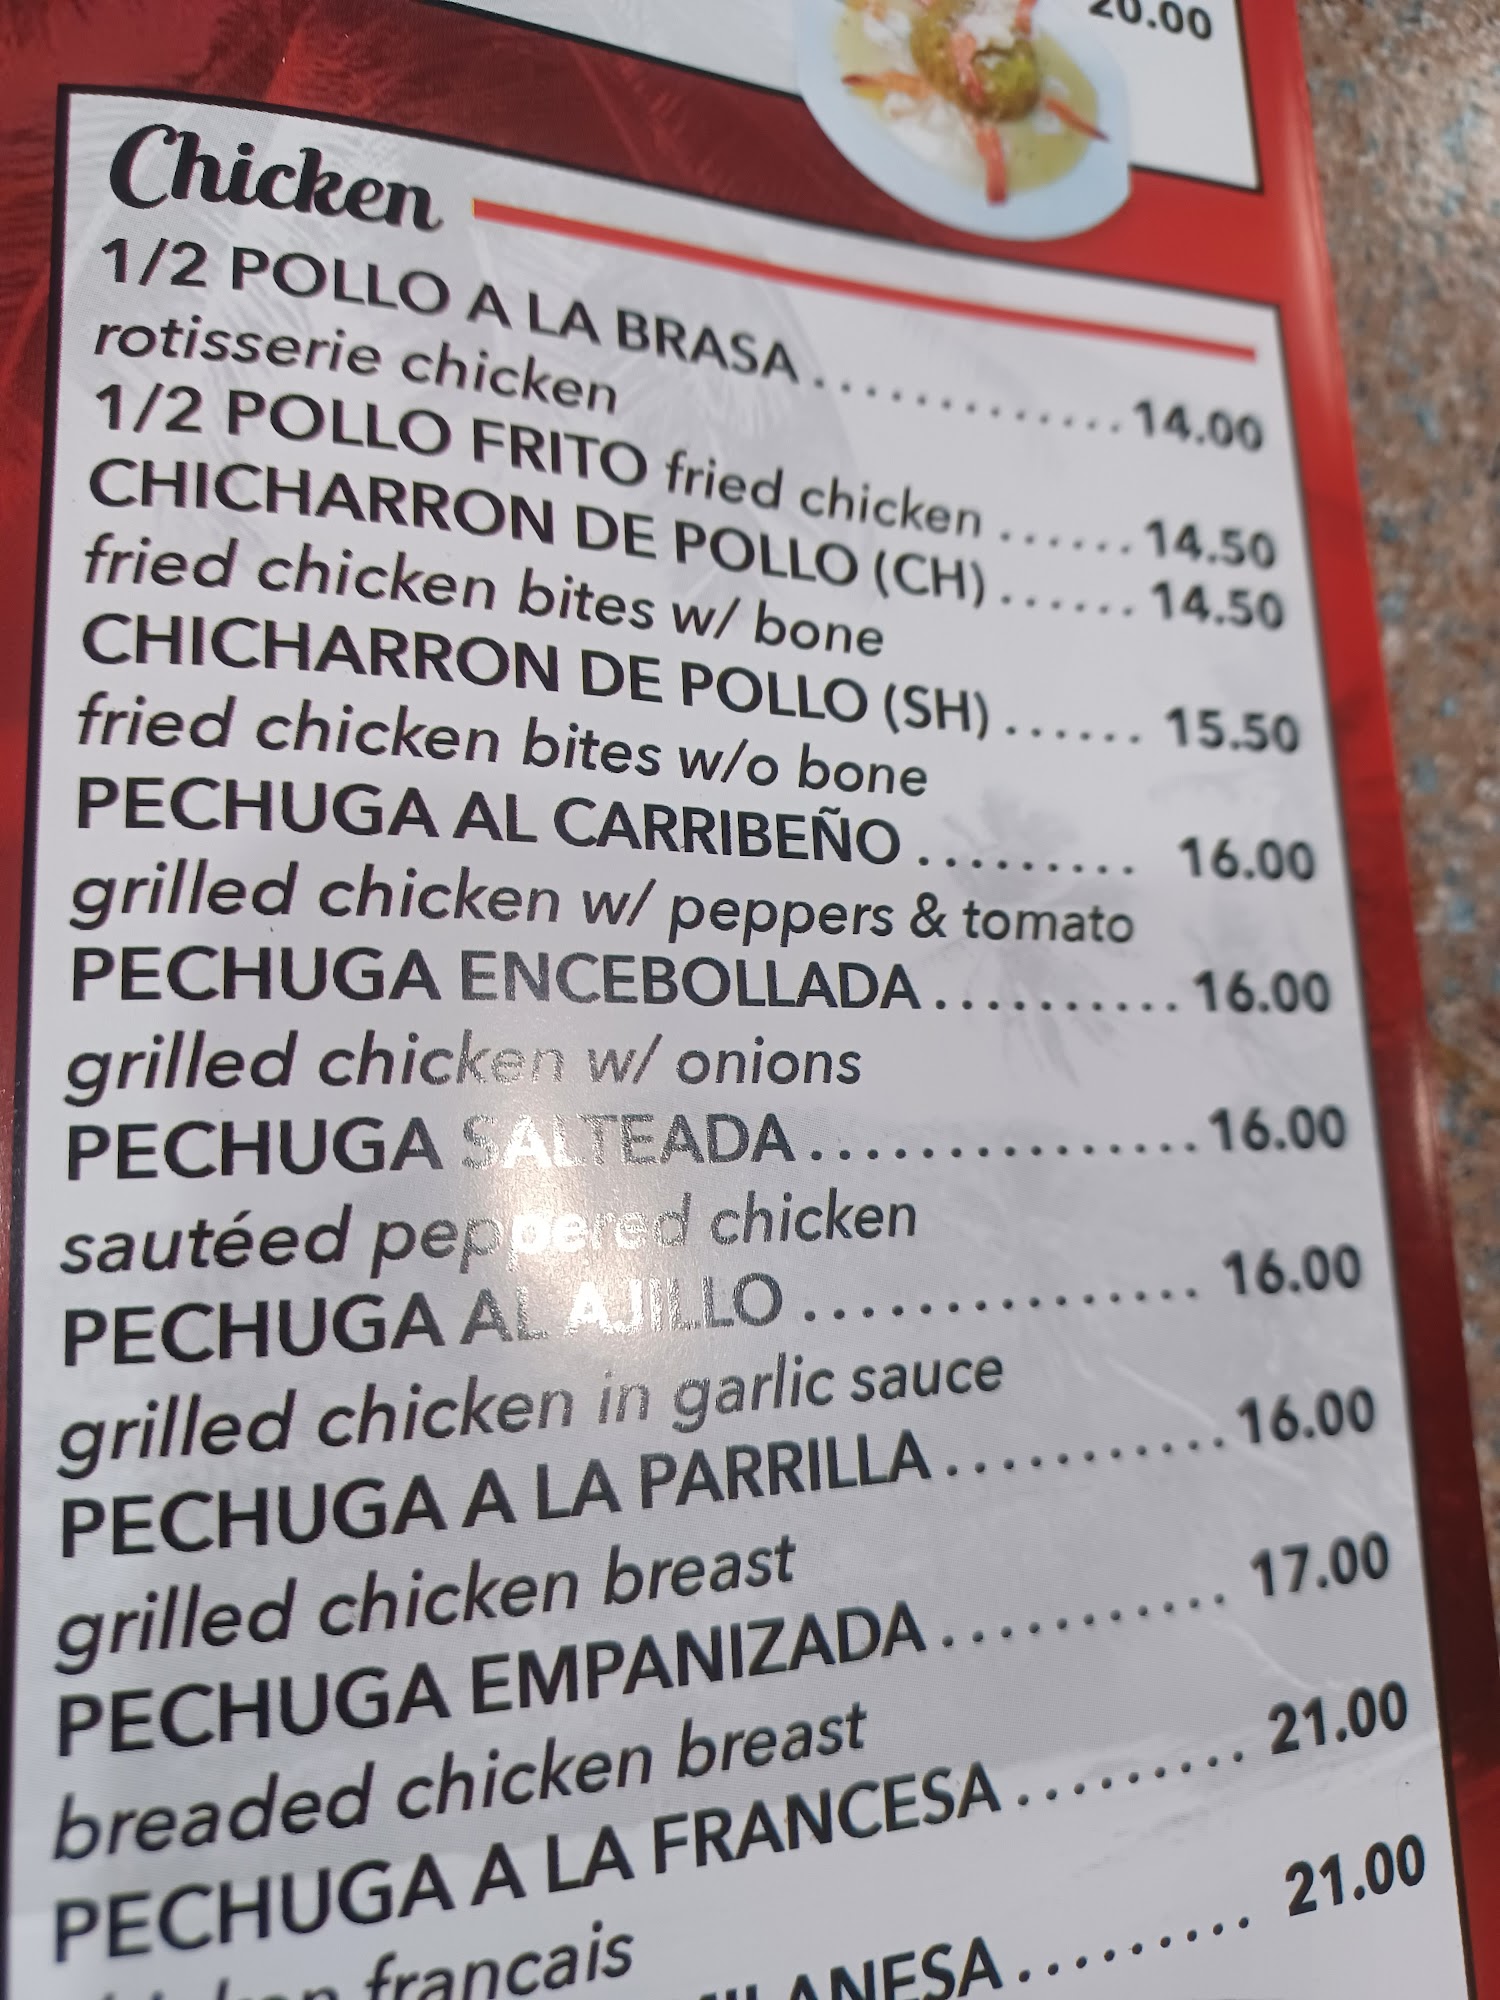 20.00
Chicken
1/2 POLLO A LA BRASA ............ 14.00
rotisserie chicken
1/2 POLLO FRITO fried chicken ...... 14.50
CHICHARRON DE POLLO (CH) ...... 14.50
fried chicken bites w/ bone
CHICHARRON DE POLLO (SH) ...... 15.50
fried chicken bites w/o bone
PECHUGA AL CARRIBEÑO ......... 16.00
grilled chicken w/ peppers & tomato
PECHUGA ENCEBOLLADA .......... 16.00
grilled chicken w/ onions
PECHUGA SALTEADA ............... 16.00
sautéed peppered chicken
PECHUGA AL AJILLO ............... 16.00
grilled chicken in garlic sauce
PECHUGA A LA PARRILLA ........... 16.00
grilled chicken breast
PECHUGA EMPANIZADA ........... 17.00
breaded chicken breast
PECHUGA A LA FRANCESA ......... 21.00
francais
MILANESA ......... 21.00